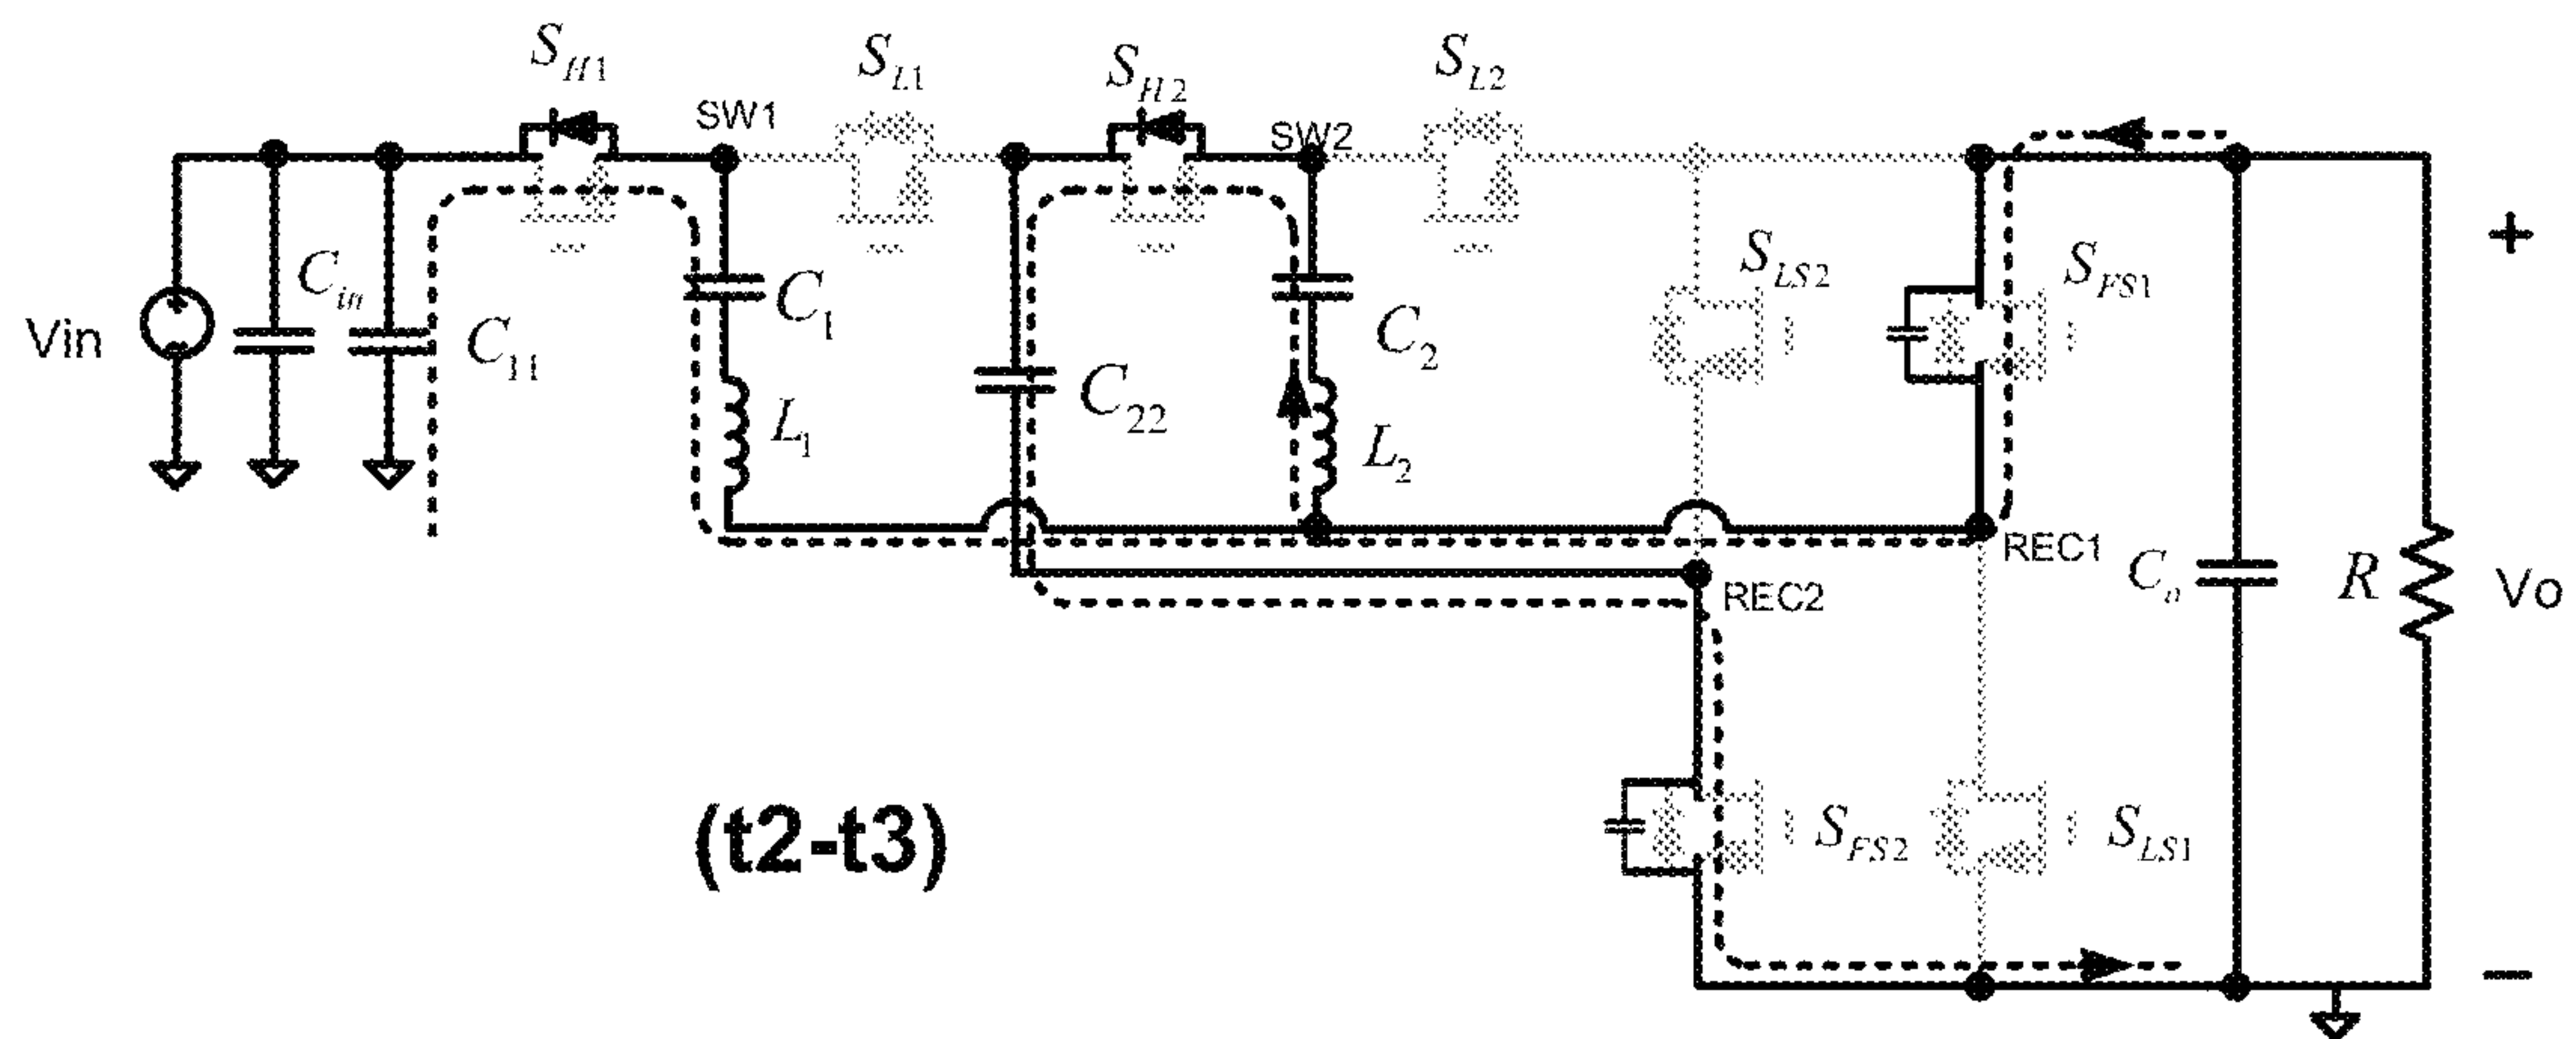 S_H1
S_L1
S_H2
S_L2
SW1
SW2
S_LS2
S_FS1
+
Vin
C_in
C_11
C_1
C_22
C_2
L_1
L_2
REC1
REC2
C_o
R
Vo
(t2-t3)
S_FS2
S_LS1
−